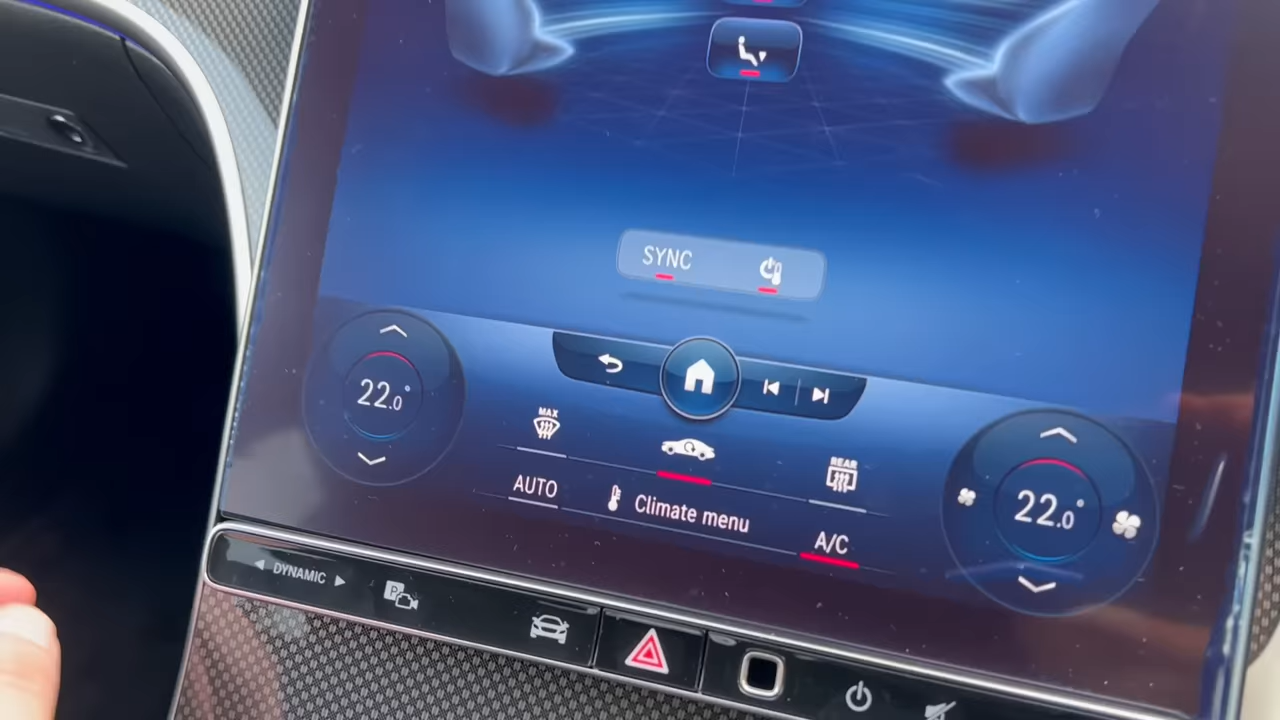 SYNC
22.0°
MAX
REAR
AUTO
Climate menu
A/C
22.0°
DYNAMIC
P